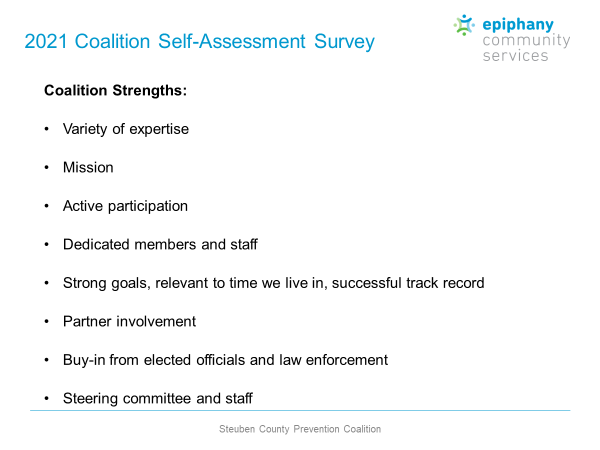 2021 Coalition Self-Assessment Survey
epiphany
community
services
Coalition Strengths:
• Variety of expertise
• Mission
• Active participation
• Dedicated members and staff
• Strong goals, relevant to time we live in, successful track record
• Partner involvement
• Buy-in from elected officials and law enforcement
• Steering committee and staff
Steuben County Prevention Coalition